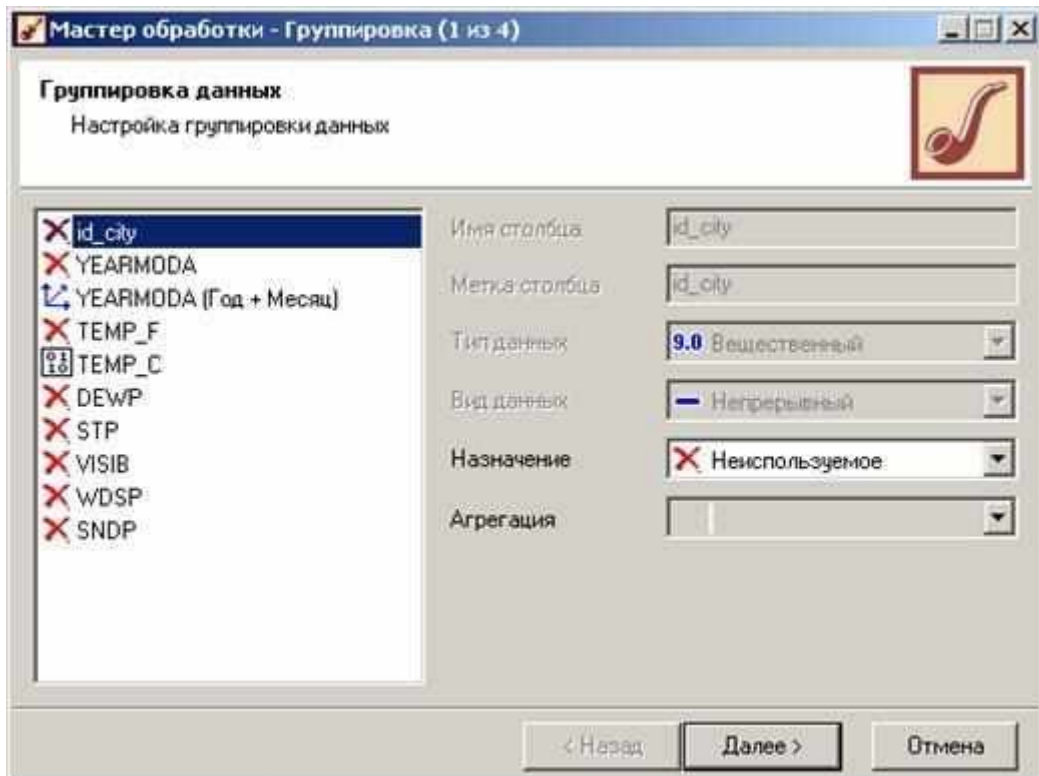 Мастер обработки - Группировка (1 из 4)
Группировка данных
Настройка группировки данных
id_city
YEARMODA
YEARMODA (Год + Месяц)
TEMP_F
TEMP_C
DEWP
STP
VISIB
WDSP
SNDP
Имя столбца id_city
Метка столбца id_city
Тип данных 9.0 Вещественный
Вид данных Непрерывный
Назначение Неиспользуемое
Агрегация
< Назад Далее > Отмена